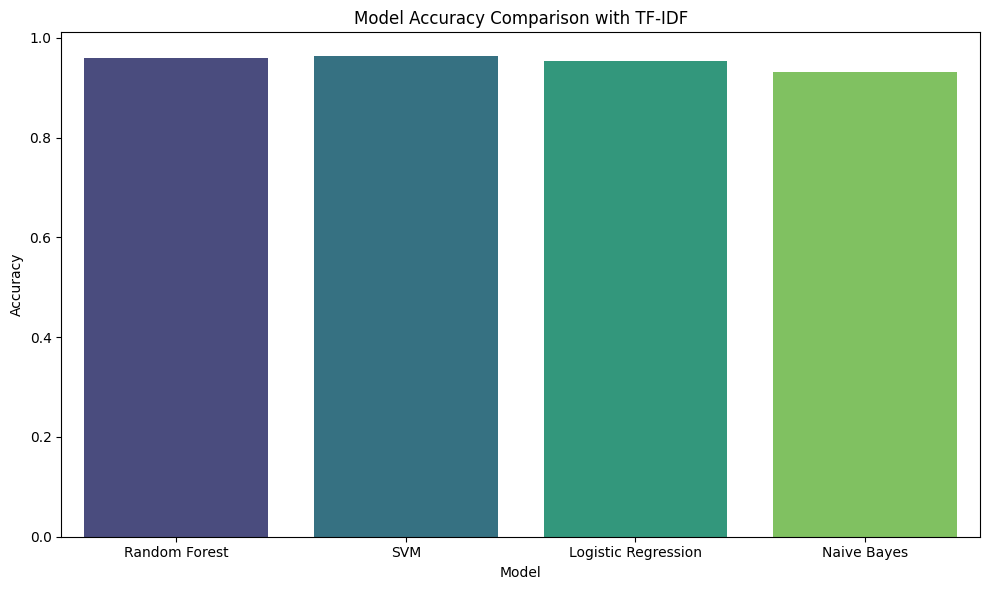 Model Accuracy Comparison with TF-IDF
1.0
0.8
0.6
0.4
0.2
0.0
Accuracy
Random Forest
SVM
Logistic Regression
Naive Bayes
Model